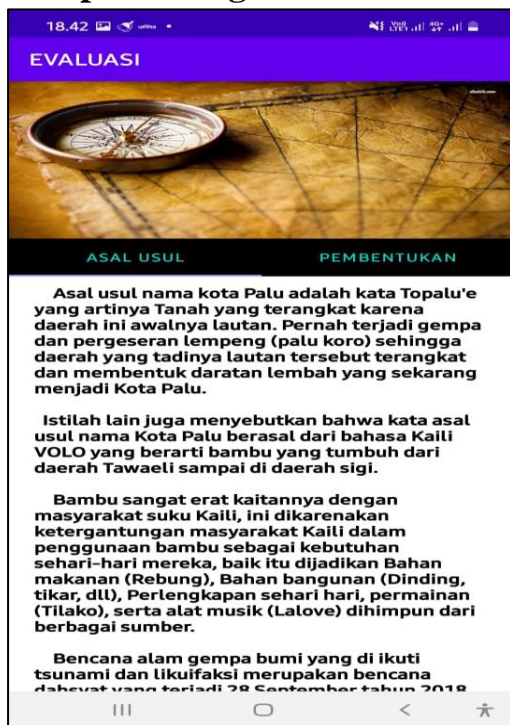 18.42
EVALUASI
ASAL USUL
PEMBENTUKAN
Asal usul nama kota Palu adalah kata Topalu'e
yang artinya Tanah yang terangkat karena
daerah ini awalnya lautan. Pernah terjadi gempa
dan pergeseran lempeng (palu koro) sehingga
daerah yang tadinya lautan tersebut terangkat
dan membentuk daratan lembah yang sekarang
menjadi Kota Palu.
Istilah lain juga menyebutkan bahwa kata asal
usul nama Kota Palu berasal dari bahasa Kaili
VOLO yang berarti bambu yang tumbuh dari
daerah Tawaeli sampai di daerah sigi.
Bambu sangat erat kaitannya dengan
masyarakat suku Kaili, ini dikarenakan
ketergantungan masyarakat Kaili dalam
penggunaan bambu sebagai kebutuhan
sehari-hari mereka, baik itu dijadikan Bahan
makanan (Rebung), Bahan bangunan (Dinding,
tikar, dll), Perlengkapan sehari hari, permainan
(Tilako), serta alat musik (Lalove) dihimpun dari
berbagai sumber.
Bencana alam gempa bumi yang di ikuti
tsunami dan likuifaksi merupakan bencana
dahsyat yang terjadi 28 September tahun 2018